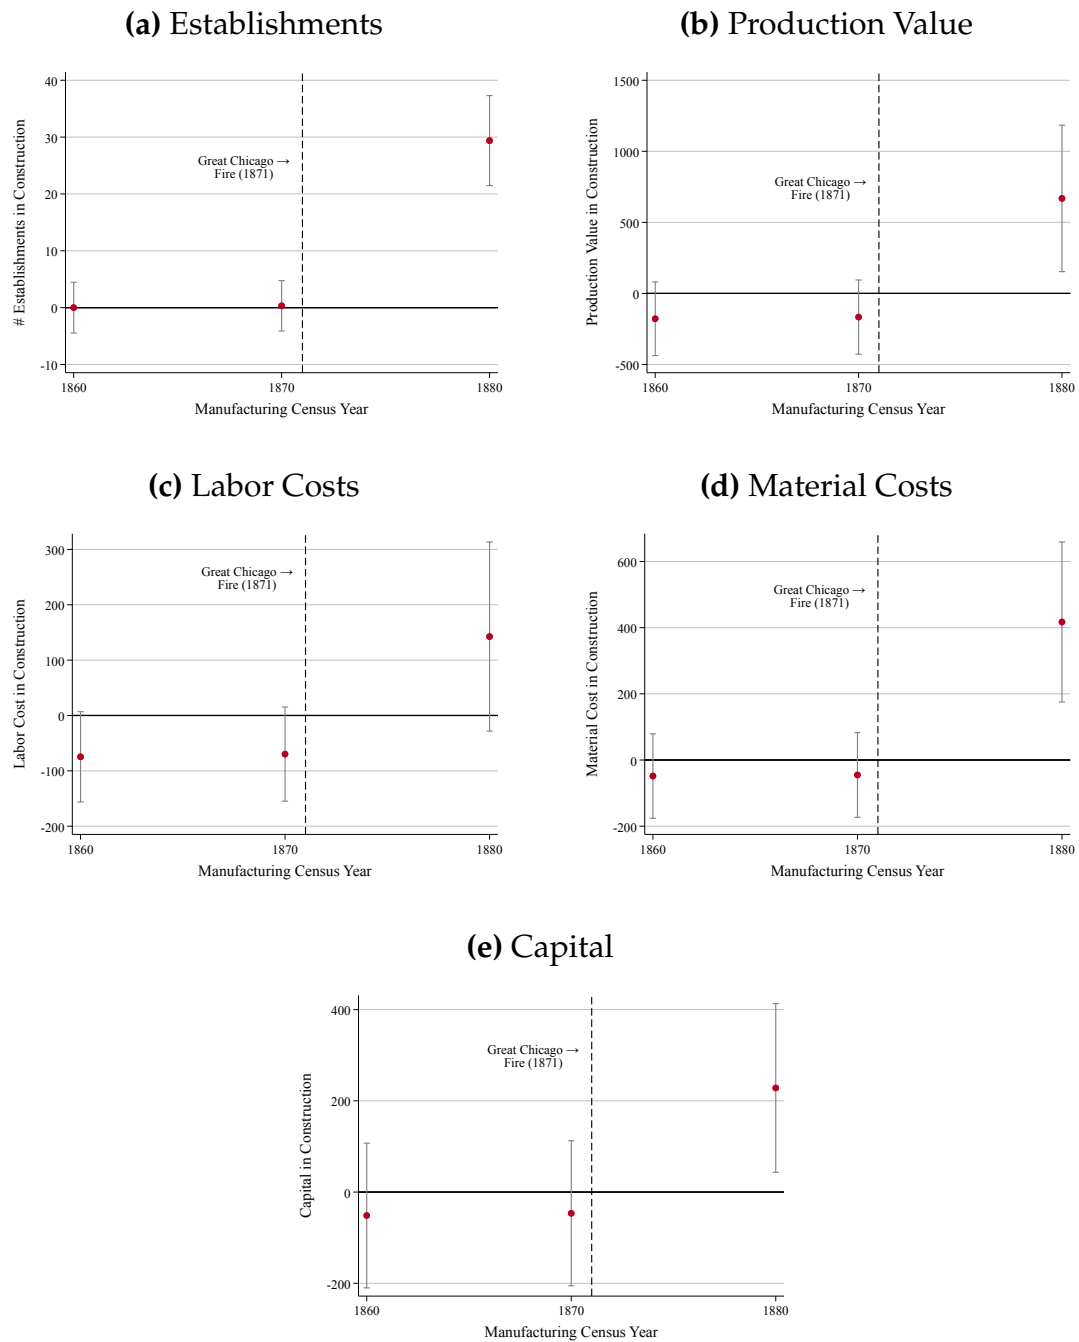 (a) Establishments
# Establishments in Construction
40
30
20
10
0
-10
Great Chicago →
Fire (1871)
1860
1870
1880
Manufacturing Census Year
(b) Production Value
Production Value in Construction
1500
1000
500
0
-500
Great Chicago →
Fire (1871)
1860
1870
1880
Manufacturing Census Year
(c) Labor Costs
Labor Cost in Construction
300
200
100
0
-100
-200
Great Chicago →
Fire (1871)
1860
1870
1880
Manufacturing Census Year
(d) Material Costs
Material Cost in Construction
600
400
200
0
-200
Great Chicago →
Fire (1871)
1860
1870
1880
Manufacturing Census Year
(e) Capital
Capital in Construction
400
200
0
-200
Great Chicago →
Fire (1871)
1860
1870
1880
Manufacturing Census Year